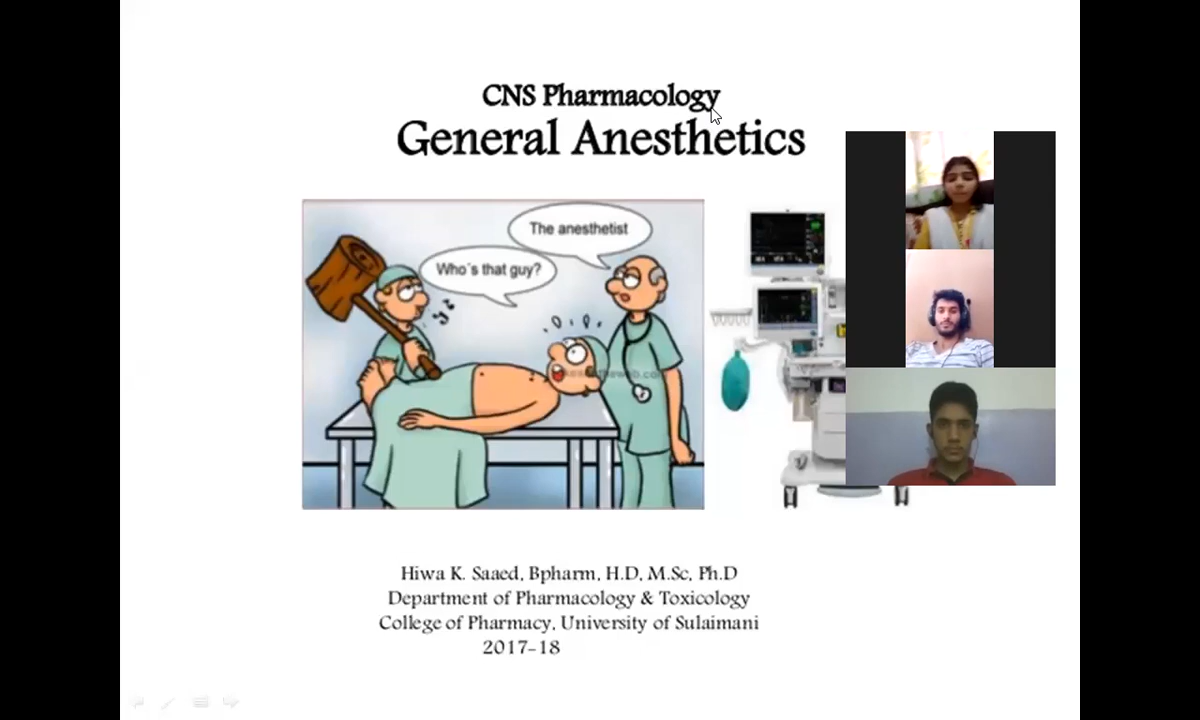 CNS Pharmacology
General Anesthetics
The anesthetist
Who's that guy?
Hiwa K. Saaed, Bpharm, H.D, M.Sc, Ph.D
Department of Pharmacology & Toxicology
College of Pharmacy, University of Sulaimani
2017-18